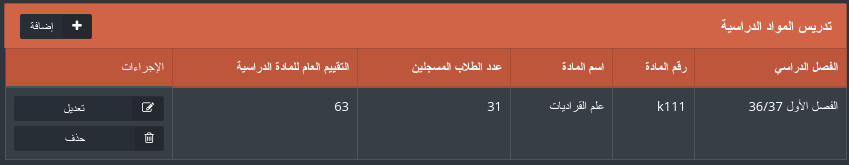 تدريس المواد الدراسية
إضافة
الفصل الدراسي رقم المادة اسم المادة عدد الطلاب المسجلين التقييم العام للمادة الدراسية الإجراءات
الفصل الأول 36/37 k111 علم القراديات 31 63 تعديل
حذف